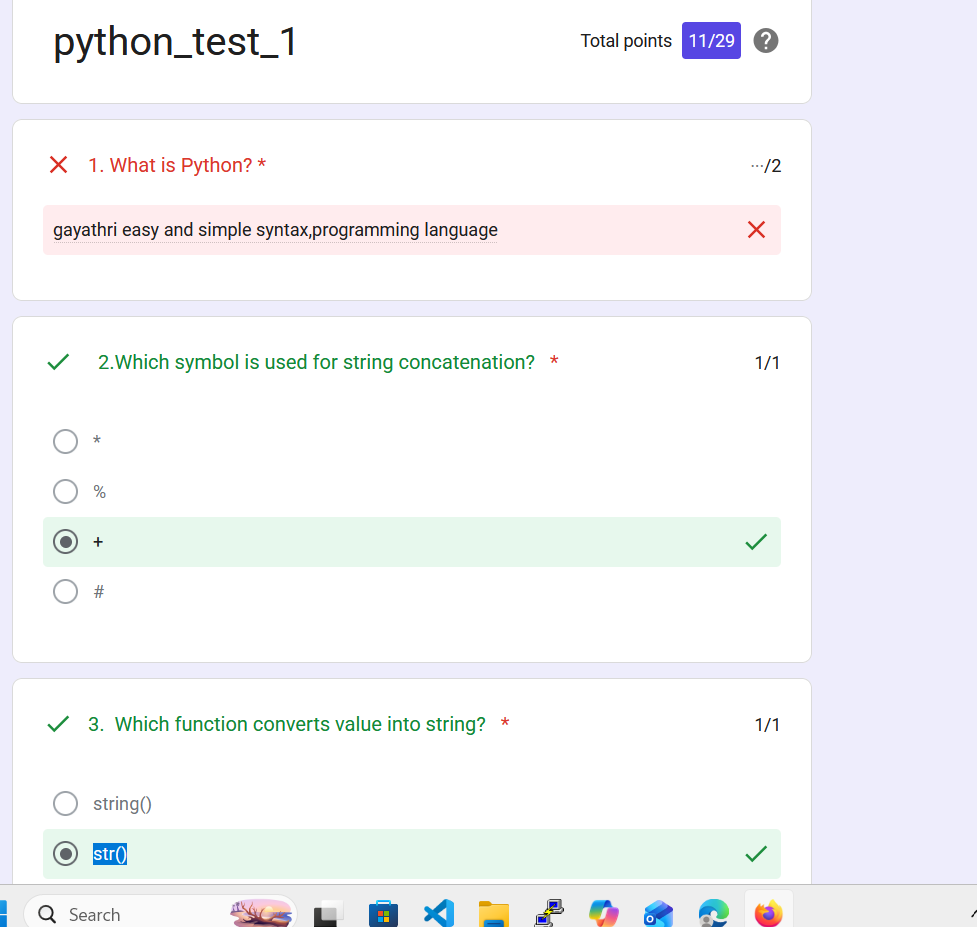 python_test_1
Total points 11/29
1. What is Python? *
···/2
gayathri easy and simple syntax,programming language
2.Which symbol is used for string concatenation? *
1/1
*
%
+
#
3. Which function converts value into string? *
1/1
string()
str()
Search